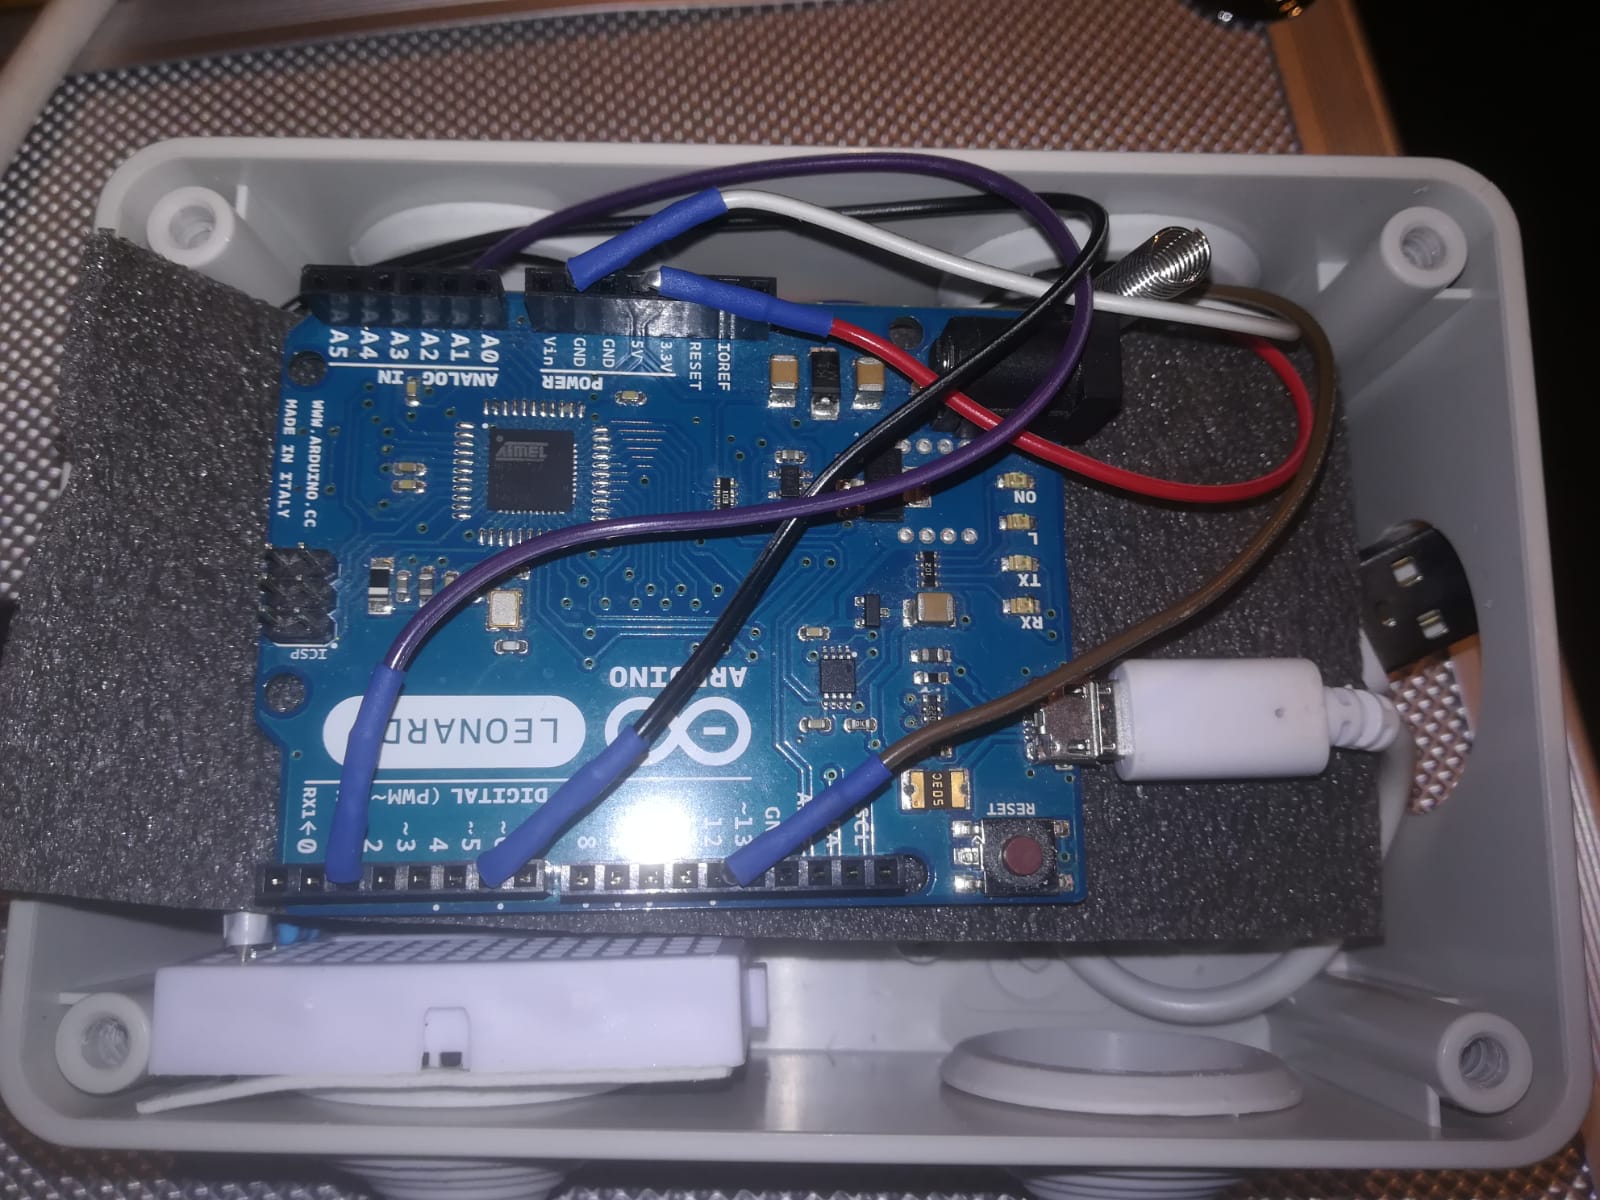 A5
A4
A3
A2
A1
A0
ANALOG IN
Vin
GND
GND
5V
3.3V
RESET
IOREF
POWER
WWW.ARDUINO.CC
MADE IN ITALY
ATMEL
ON
L
TX
RX
ICSP
ARDUINO
LEONARD
RESET
DIGITAL (PWM~
RX1←0
2
~3
4
~5
8
12
~13
SCL